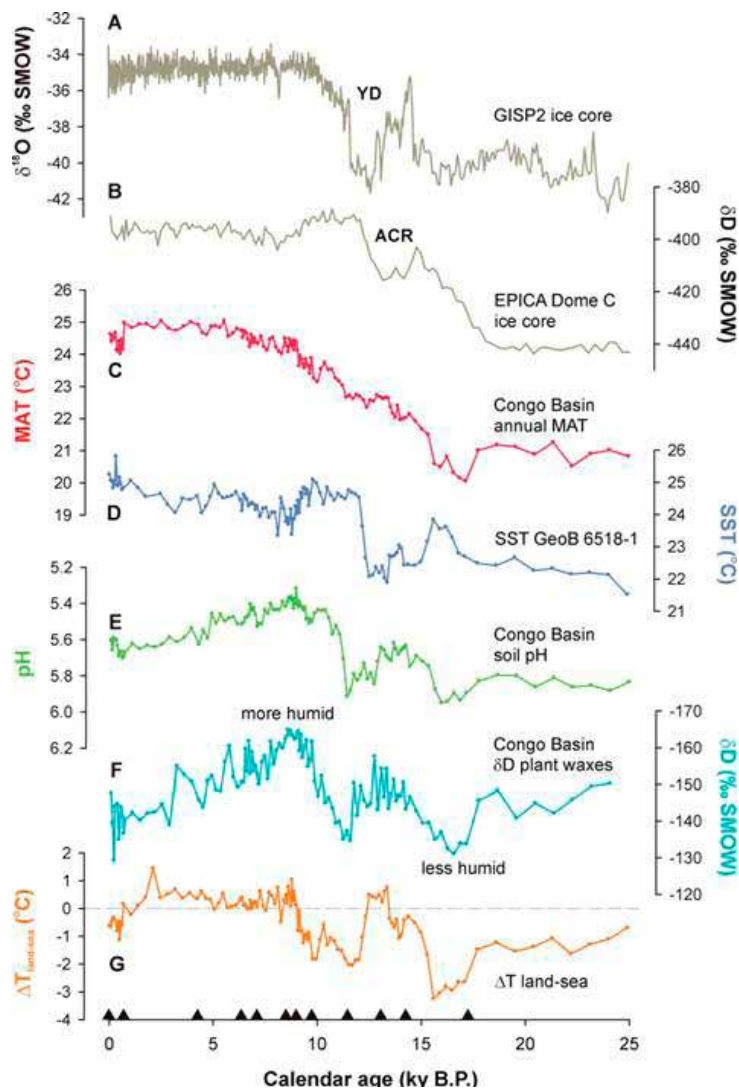 A
-32
-34
-36
-38
-40
-42
δ¹⁸O (‰ SMOW)
YD
GISP2 ice core
B
-380
-400
-420
-440
δD (‰ SMOW)
ACR
EPICA Dome C
ice core
26
25
24
23
22
21
20
19
MAT (°C)
C
Congo Basin
annual MAT
D
26
25
24
23
22
21
SST (°C)
SST GeoB 6518-1
5.2
5.4
5.6
5.8
6.0
6.2
pH
E
Congo Basin
soil pH
more humid
-170
-160
-150
-140
-130
-120
δD (‰ SMOW)
F
Congo Basin
δD plant waxes
less humid
2
1
0
-1
-2
-3
-4
ΔT land-sea (°C)
G
ΔT land-sea
0 5 10 15 20 25
Calendar age (ky B.P.)